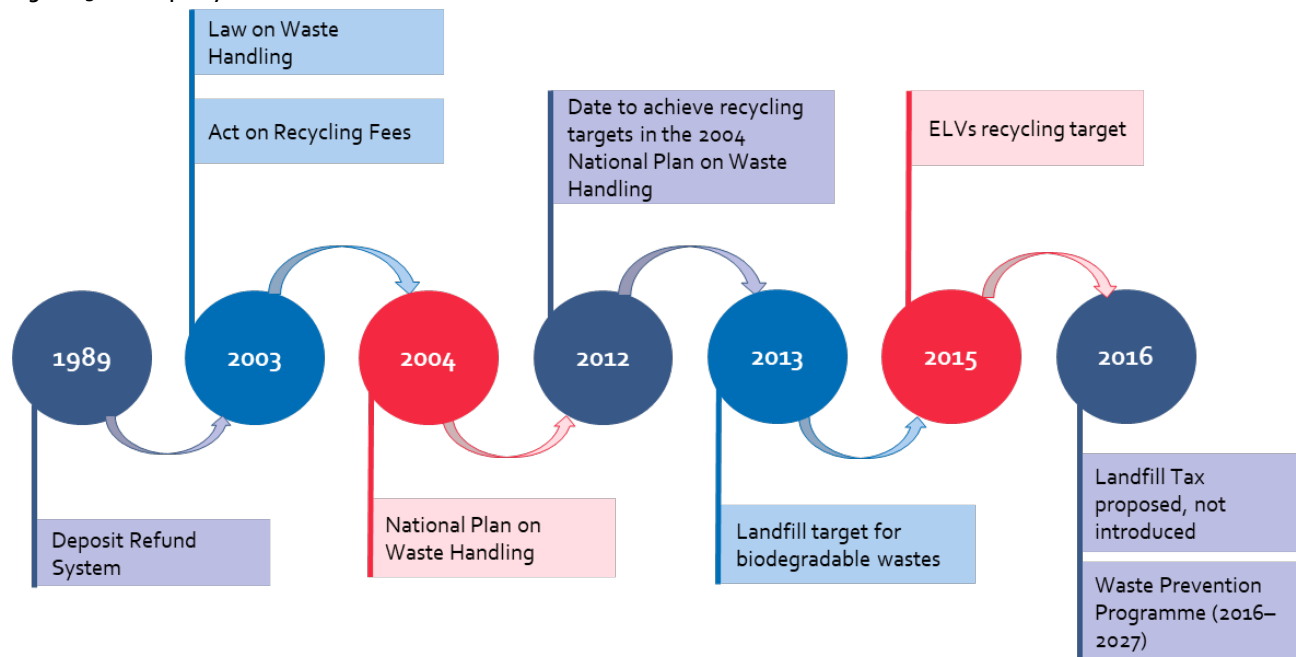 Law on Waste
Handling
Act on Recycling Fees
Date to achieve recycling
targets in the 2004
National Plan on Waste
Handling
ELVs recycling target
1989
2003
2004
2012
2013
2015
2016
Deposit Refund
System
National Plan on
Waste Handling
Landfill target for
biodegradable wastes
Landfill Tax
proposed, not
introduced
Waste Prevention
Programme (2016–
2027)